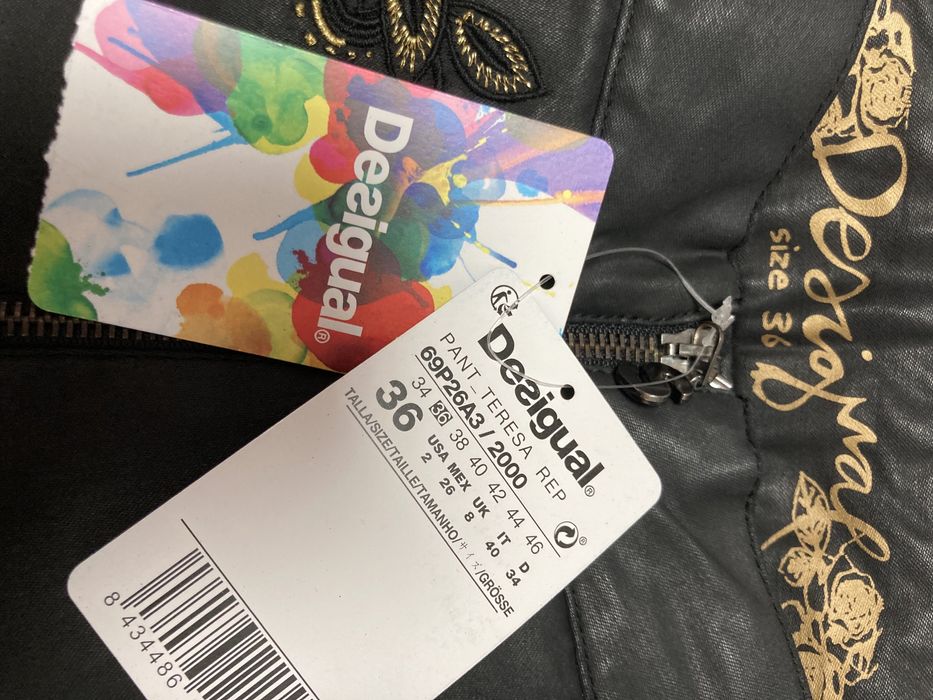 Desigual®
Desigual®
PANT_TERESA REP
69P26A3/2000
34 36 38 40 42 44 46
36
USA MEX UK IT D
2 26 8 40 34
TALLA/SIZE/TAILLE/TAMANHO/サイズ/GRÖSSE
8 434486
Desigual
size 36